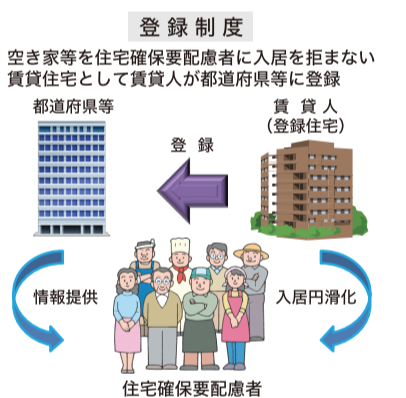 登録制度
空き家等を住宅確保要配慮者に入居を拒まない
賃貸住宅として賃貸人が都道府県等に登録
都道府県等
賃貸人
（登録住宅）
登録
情報提供
入居円滑化
住宅確保要配慮者